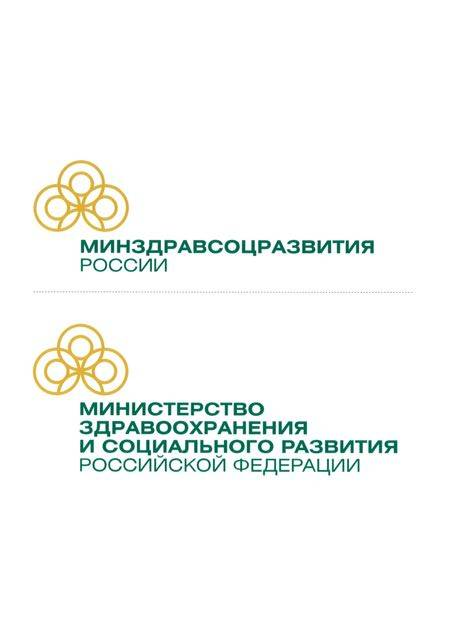 МИНЗДРАВСОЦРАЗВИТИЯ
РОССИИ
МИНИСТЕРСТВО
ЗДРАВООХРАНЕНИЯ
И СОЦИАЛЬНОГО РАЗВИТИЯ
РОССИЙСКОЙ ФЕДЕРАЦИИ